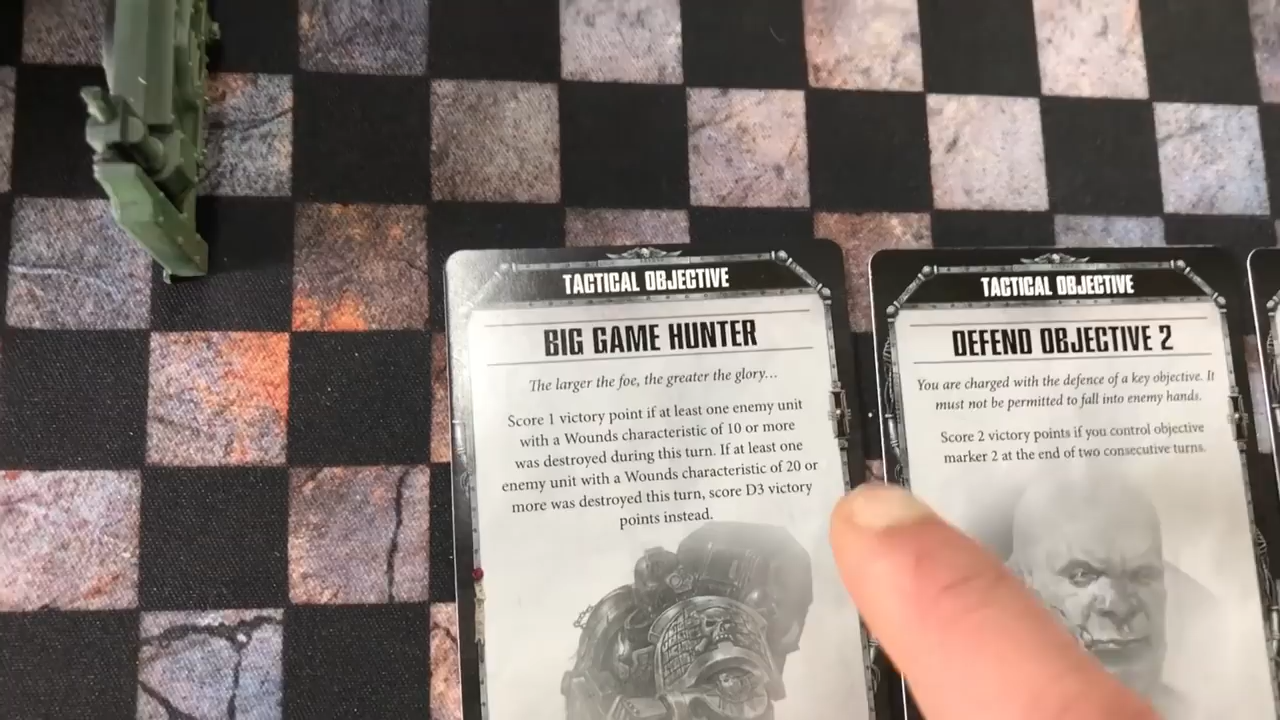 TACTICAL OBJECTIVE
BIG GAME HUNTER
The larger the foe, the greater the glory...
Score 1 victory point if at least one enemy unit
with a Wounds characteristic of 10 or more
was destroyed during this turn. If at least one
enemy unit with a Wounds characteristic of 20 or
more was destroyed this turn, score D3 victory
points instead.
TACTICAL OBJECTIVE
DEFEND OBJECTIVE 2
You are charged with the defence of a key objective. It
must not be permitted to fall into enemy hands.
Score 2 victory points if you control objective
marker 2 at the end of two consecutive turns.